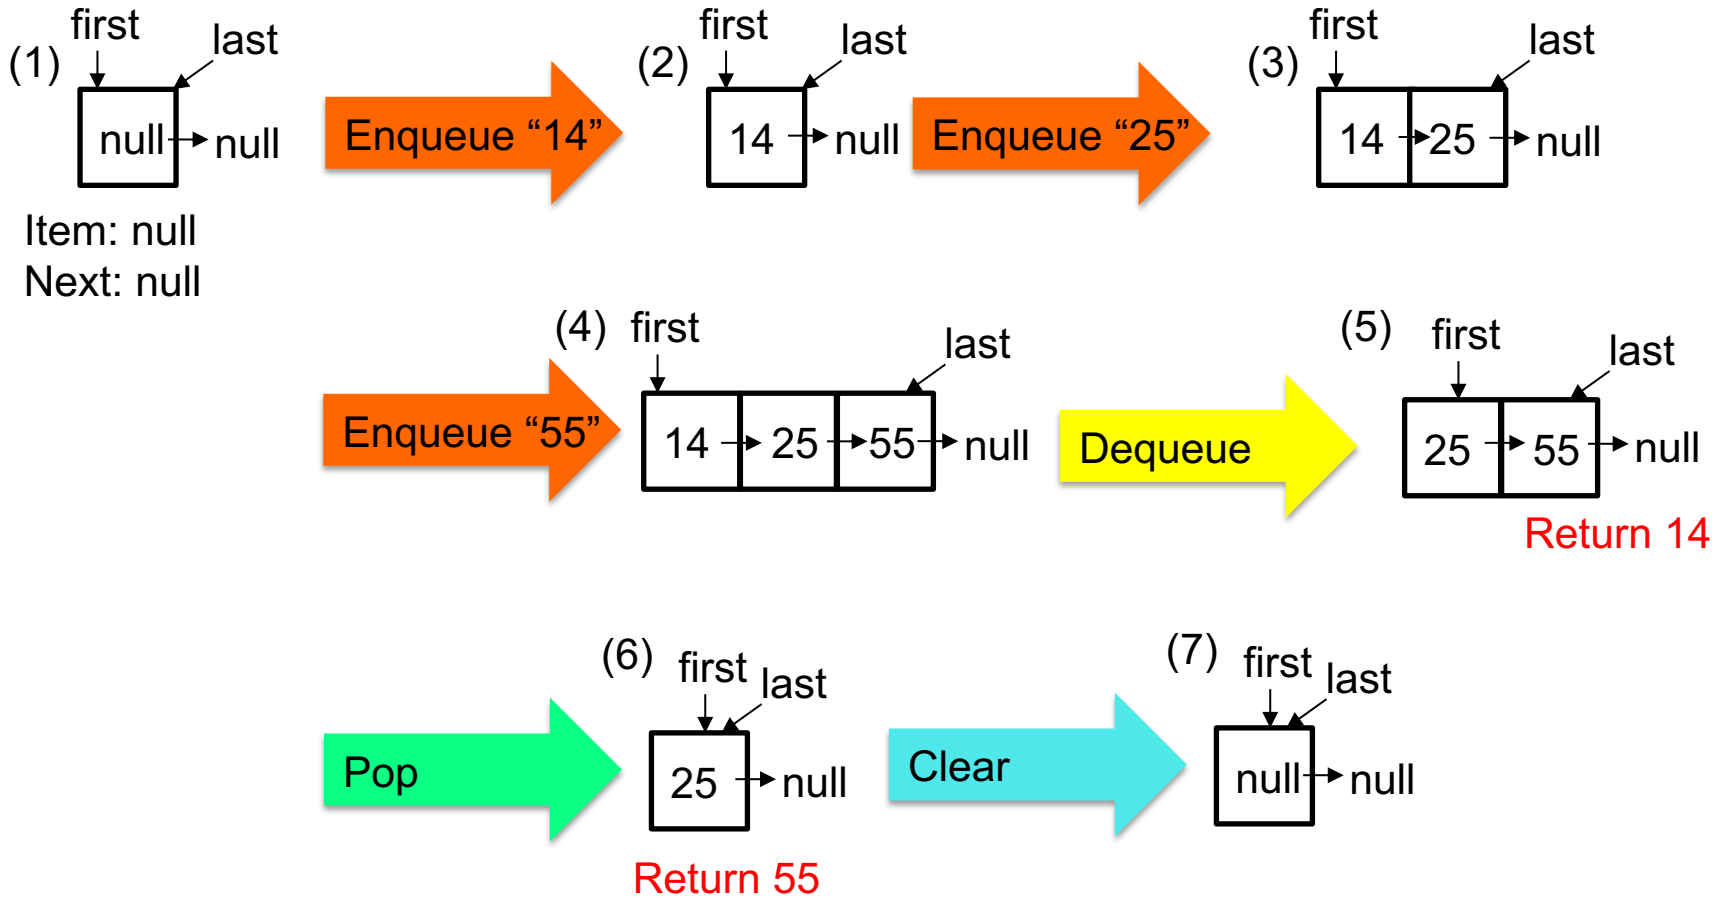 (1)
first
last
null
null
Item: null
Next: null
Enqueue “14”
(2)
first
last
14
null
Enqueue “25”
(3)
first
last
14
25
null
Enqueue “55”
(4)
first
last
14
25
55
null
Dequeue
(5)
first
last
25
55
null
Return 14
Pop
(6)
first
last
25
null
Return 55
Clear
(7)
first
last
null
null